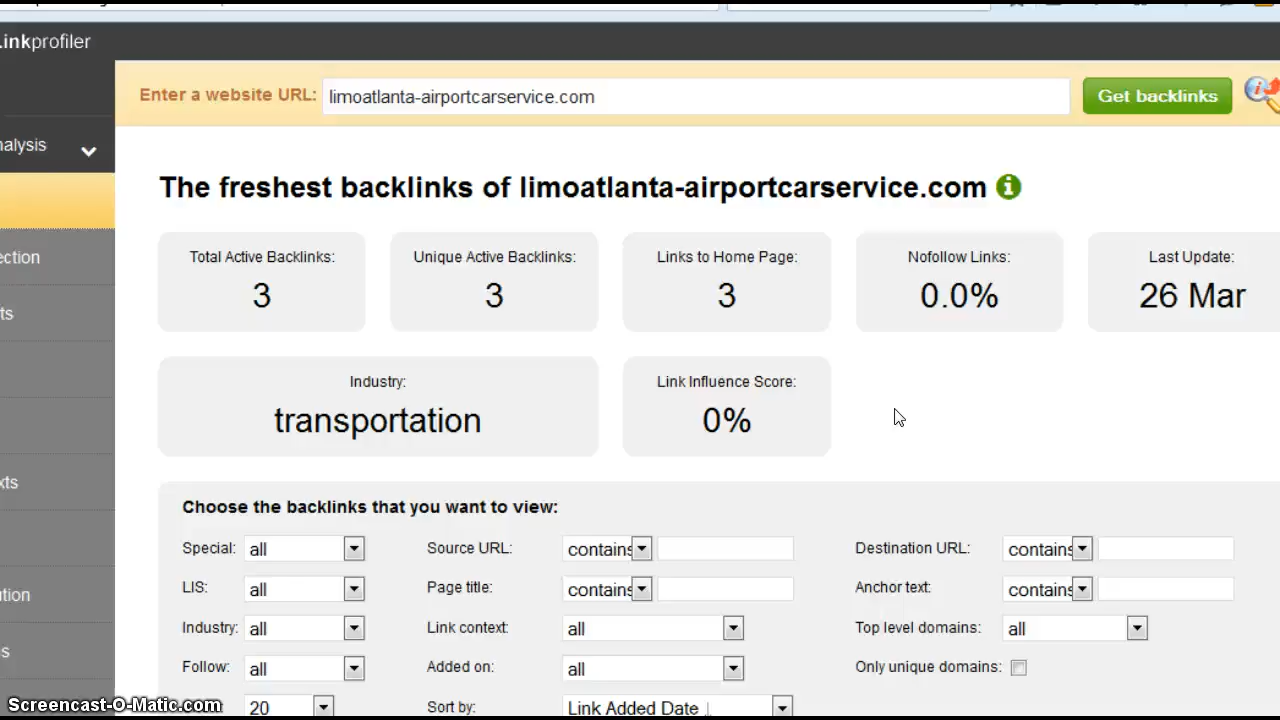 Linkprofiler
Enter a website URL: limoatlanta-airportcarservice.com Get backlinks
nalysis
The freshest backlinks of limoatlanta-airportcarservice.com
Total Active Backlinks: Unique Active Backlinks: Links to Home Page: Nofollow Links: Last Update:
3 3 3 0.0% 26 Mar
ection
ts
Industry: Link Influence Score:
transportation 0%
xts
Choose the backlinks that you want to view:
Special: all Source URL: contains Destination URL: contains
LIS: all Page title: contains Anchor text: contains
ution
Industry: all Link context: all Top level domains: all
s
Follow: all Added on: all Only unique domains:
20 Sort by: Link Added Date
Screencast-O-Matic.com